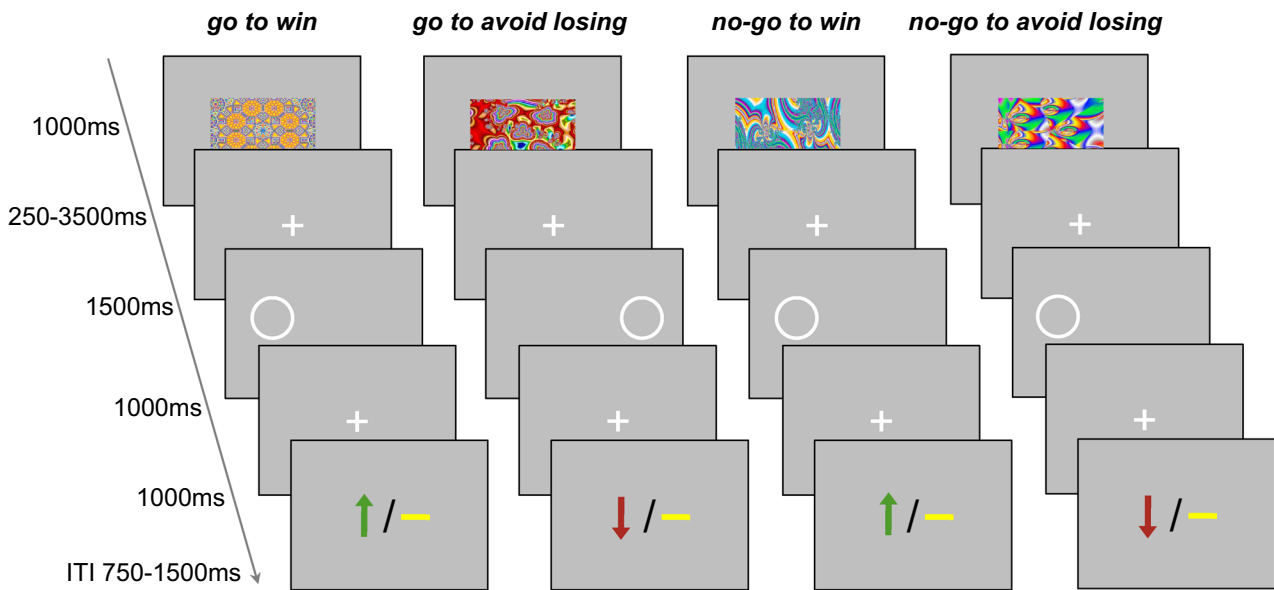 go to win
go to avoid losing
no-go to win
no-go to avoid losing
1000ms
250-3500ms
1500ms
1000ms
1000ms
/
/
/
/
ITI 750-1500ms